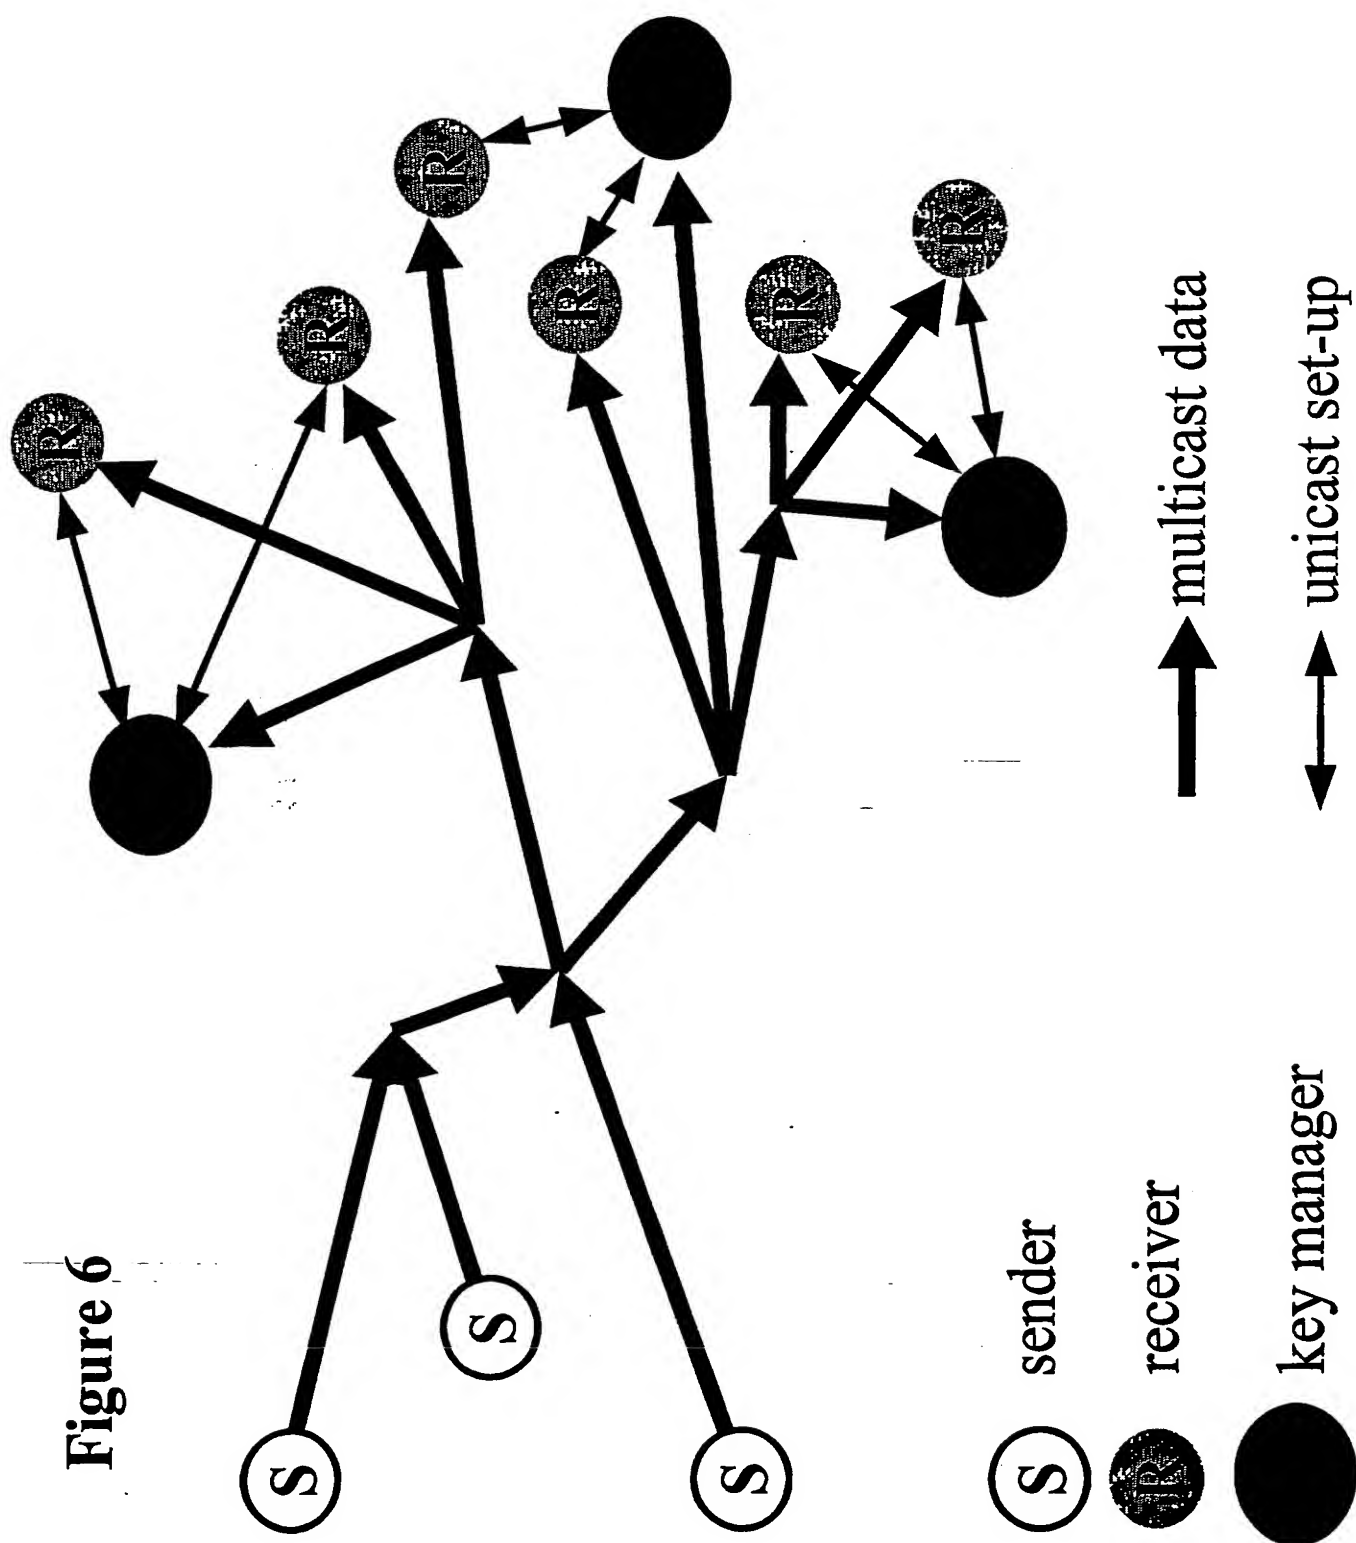 Figure 6
S
S
S
R
R
R
R
R
R
S sender
R receiver
key manager
multicast data
unicast set-up